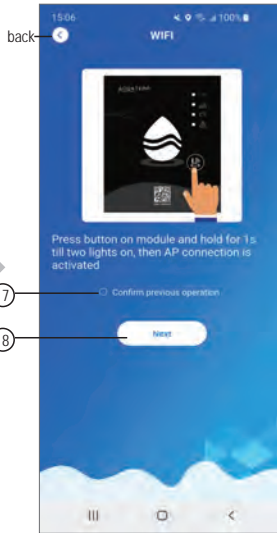 15:06 100%
back
WIFI
Press button on module and hold for 1s
till two lights on, then AP connection is
activated
7 Confirm previous operation
8 Next